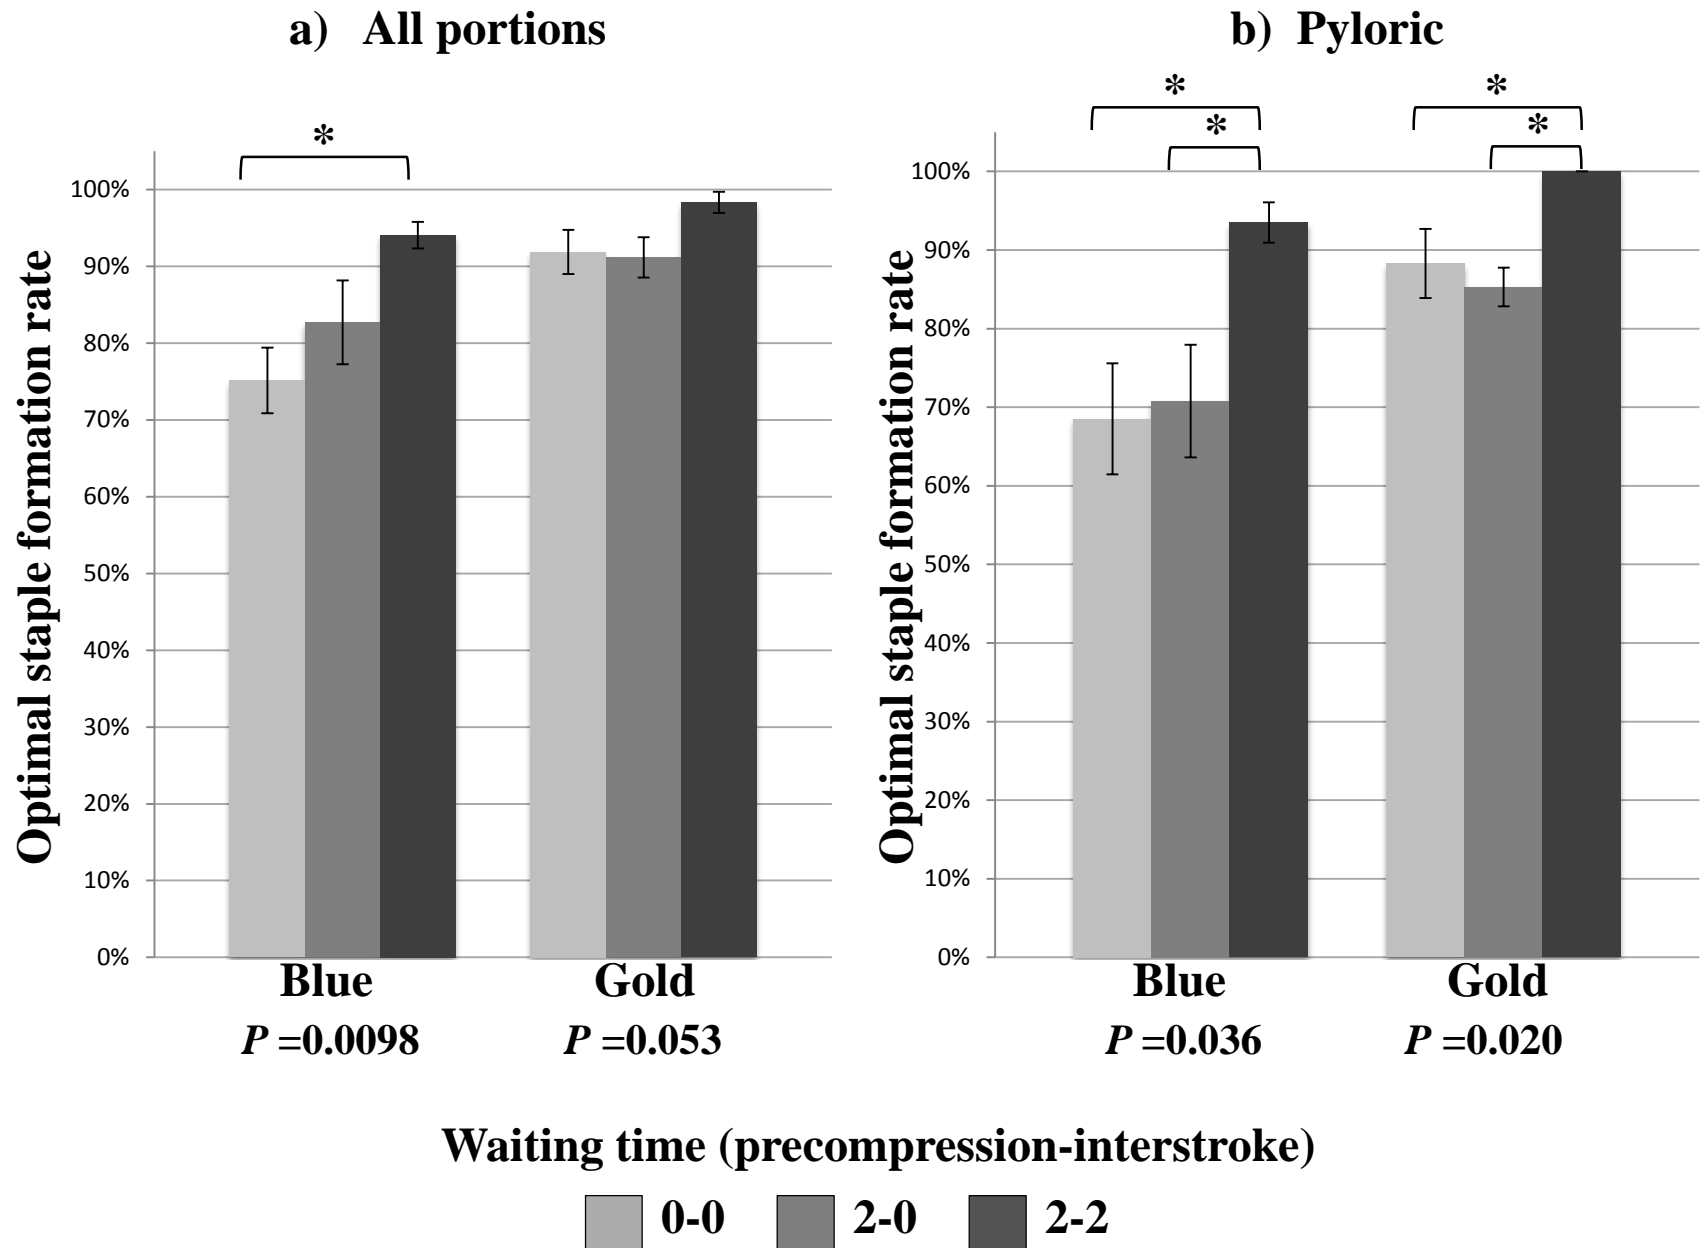 a) All portions
*
100%
90%
80%
70%
60%
50%
40%
30%
20%
10%
0%
Optimal staple formation rate
Blue
Gold
P =0.0098
P =0.053
b) Pyloric
*
*
*
*
100%
90%
80%
70%
60%
50%
40%
30%
20%
10%
0%
Optimal staple formation rate
Blue
Gold
P =0.036
P =0.020
Waiting time (precompression-interstroke)
0-0
2-0
2-2